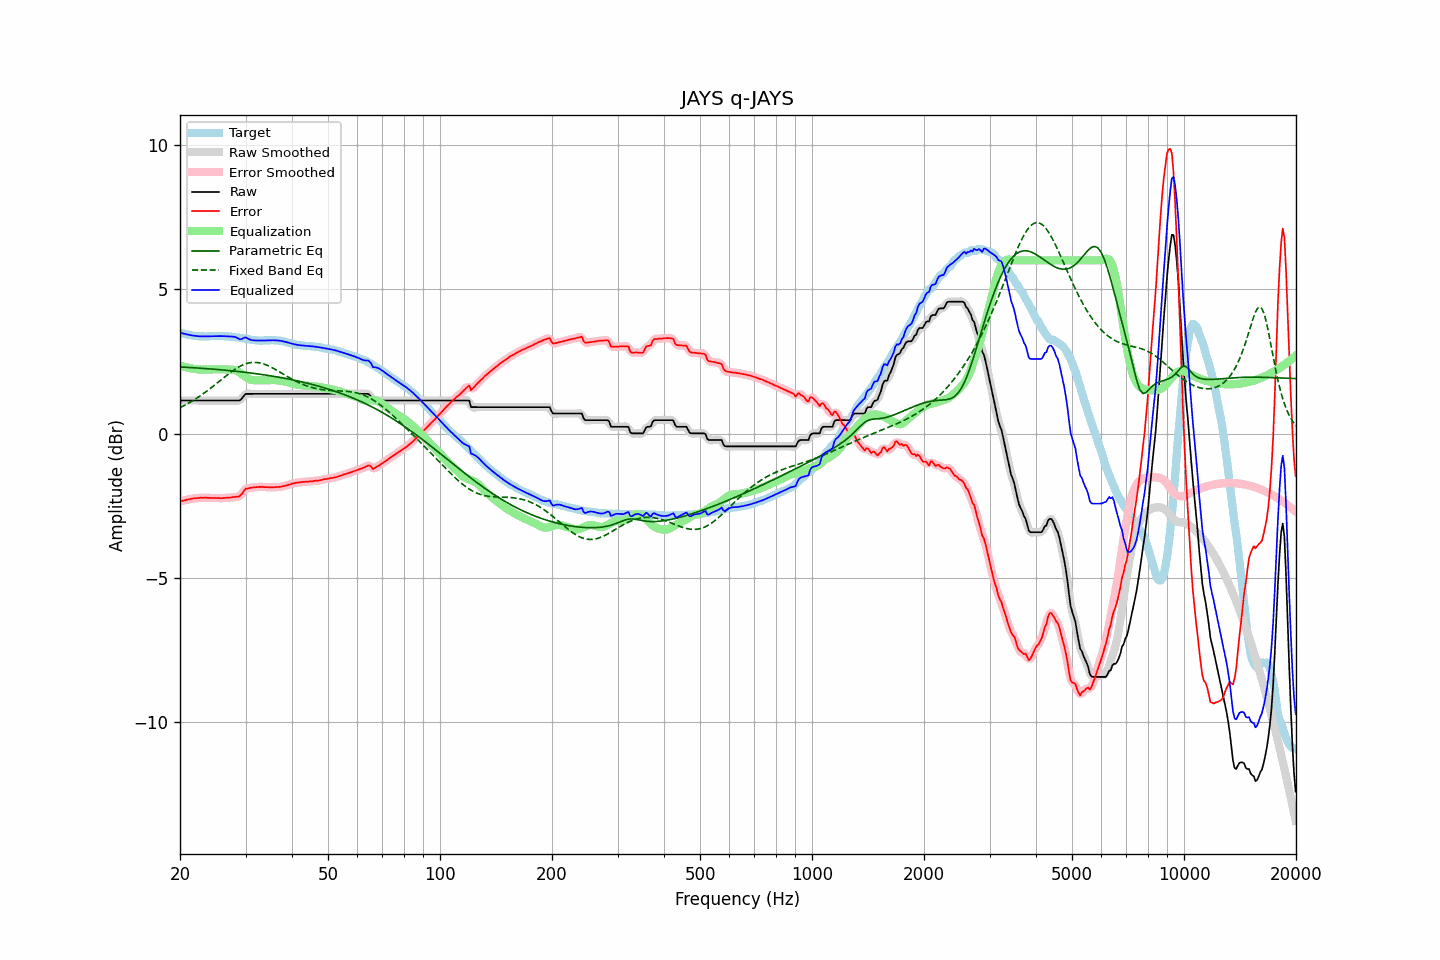 JAYS q-JAYS
Target
Raw Smoothed
Error Smoothed
Raw
Error
Equalization
Parametric Eq
Fixed Band Eq
Equalized
10
5
0
−5
−10
Amplitude (dBr)
20 50 100 200 500 1000 2000 5000 10000 20000
Frequency (Hz)